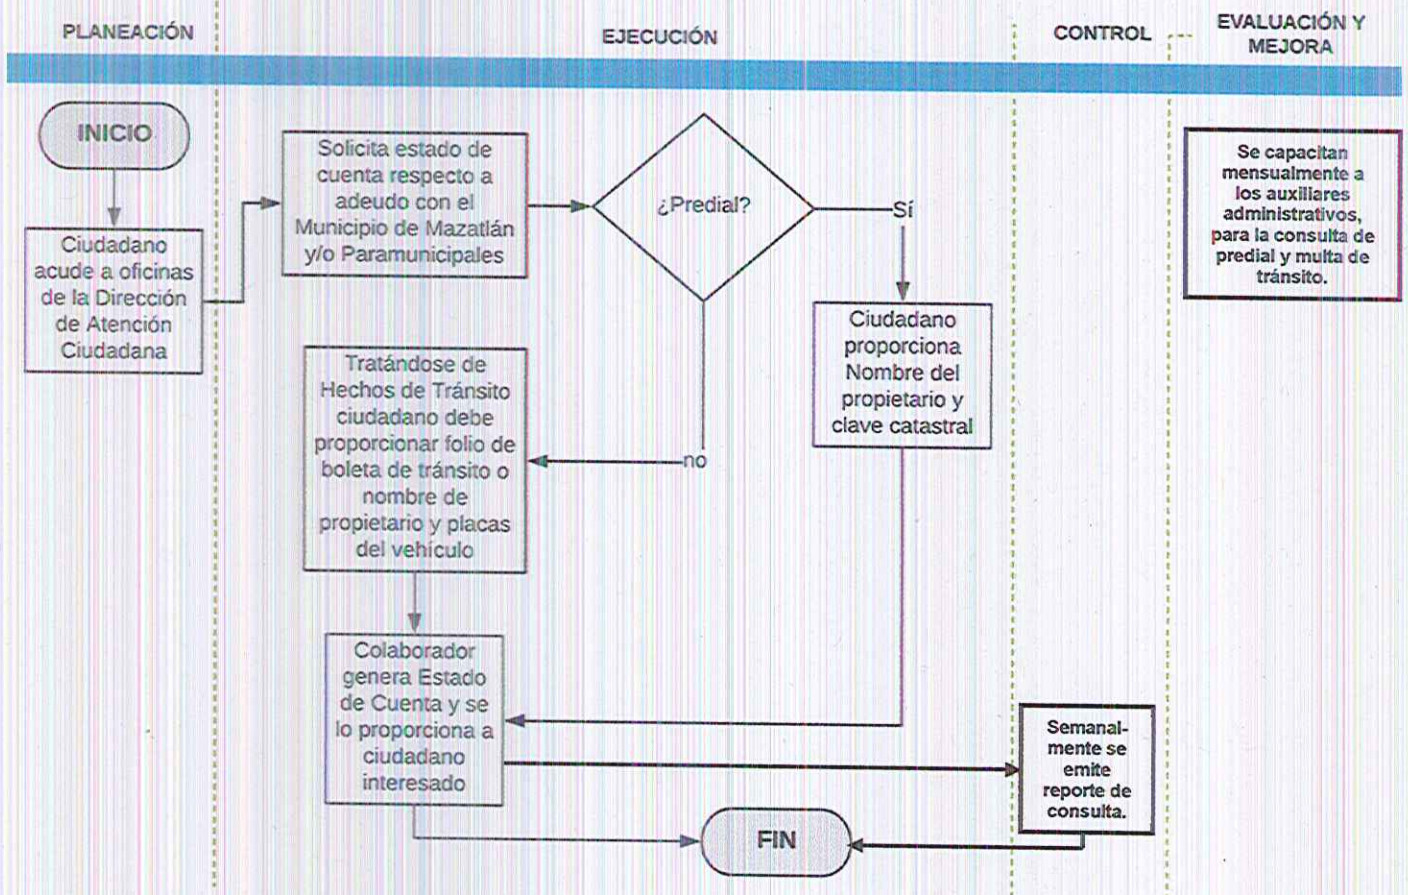 PLANEACIÓN
EJECUCIÓN
CONTROL
EVALUACIÓN Y
MEJORA
INICIO
Ciudadano
acude a oficinas
de la Dirección
de Atención
Ciudadana
Solicita estado de
cuenta respecto a
adeudo con el
Municipio de Mazatlán
y/o Paramunicipales
¿Predial?
Sí
no
Ciudadano
proporciona
Nombre del
propietario y
clave catastral
Tratándose de
Hechos de Tránsito
ciudadano debe
proporcionar folio de
boleta de tránsito o
nombre de
propietario y placas
del vehículo
Colaborador
genera Estado
de Cuenta y se
lo proporciona a
ciudadano
interesado
Semanal-
mente se
emite
reporte de
consulta.
FIN
Se capacitan
mensualmente a
los auxiliares
administrativos,
para la consulta de
predial y multa de
tránsito.